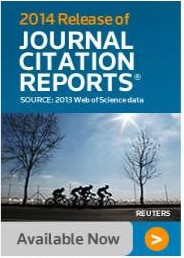 2014 Release of
JOURNAL
CITATION
REPORTS®
SOURCE: 2013 Web of Science data
REUTERS
Available Now >